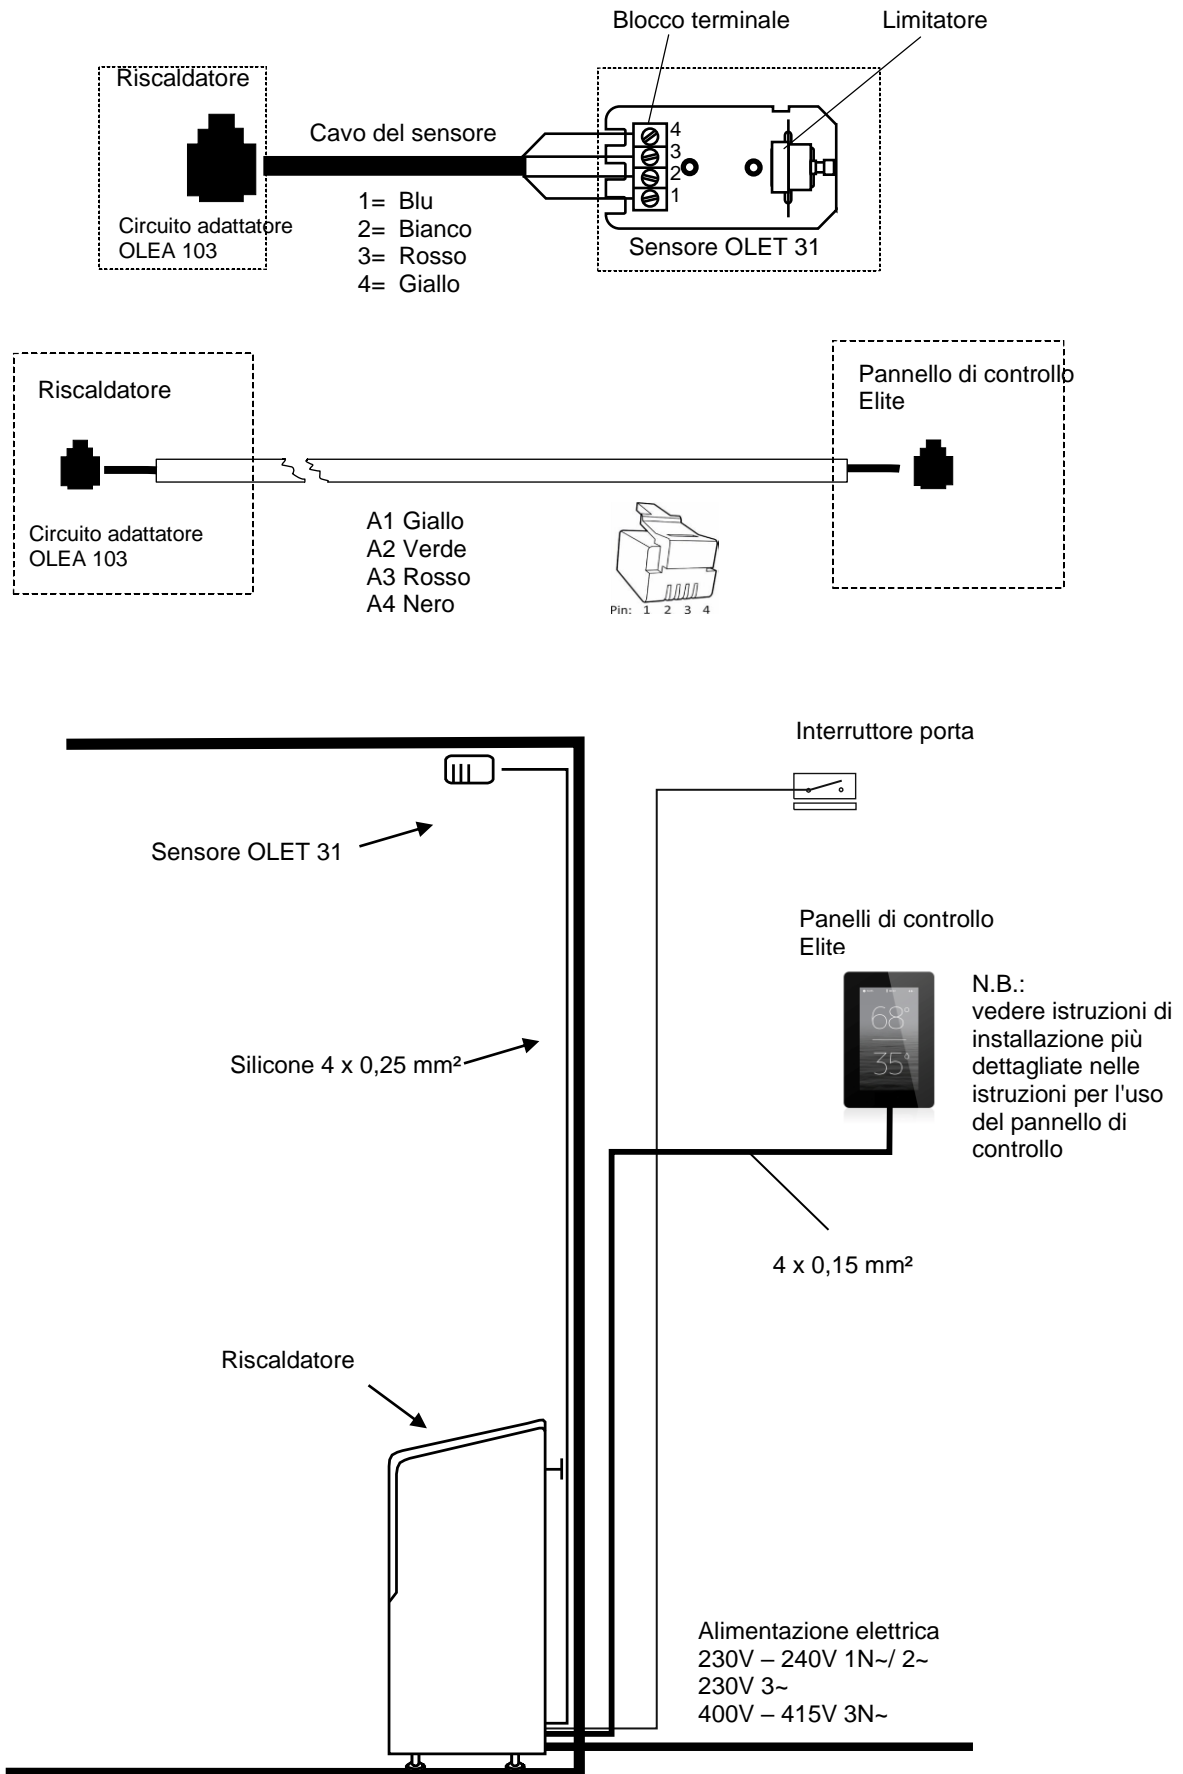 Blocco terminale
Limitatore
Riscaldatore
Cavo del sensore
4
3
2
1
1= Blu
2= Bianco
3= Rosso
4= Giallo
Circuito adattatore
OLEA 103
Sensore OLET 31
Riscaldatore
Pannello di controllo
Elite
Circuito adattatore
OLEA 103
A1 Giallo
A2 Verde
A3 Rosso
A4 Nero
Pin: 1 2 3 4
Interruttore porta
Sensore OLET 31
Panelli di controllo
Elite
68°
35°
N.B.:
vedere istruzioni di
installazione più
dettagliate nelle
istruzioni per l'uso
del pannello di
controllo
Silicone 4 x 0,25 mm²
4 x 0,15 mm²
Riscaldatore
Alimentazione elettrica
230V – 240V 1N~/ 2~
230V 3~
400V – 415V 3N~